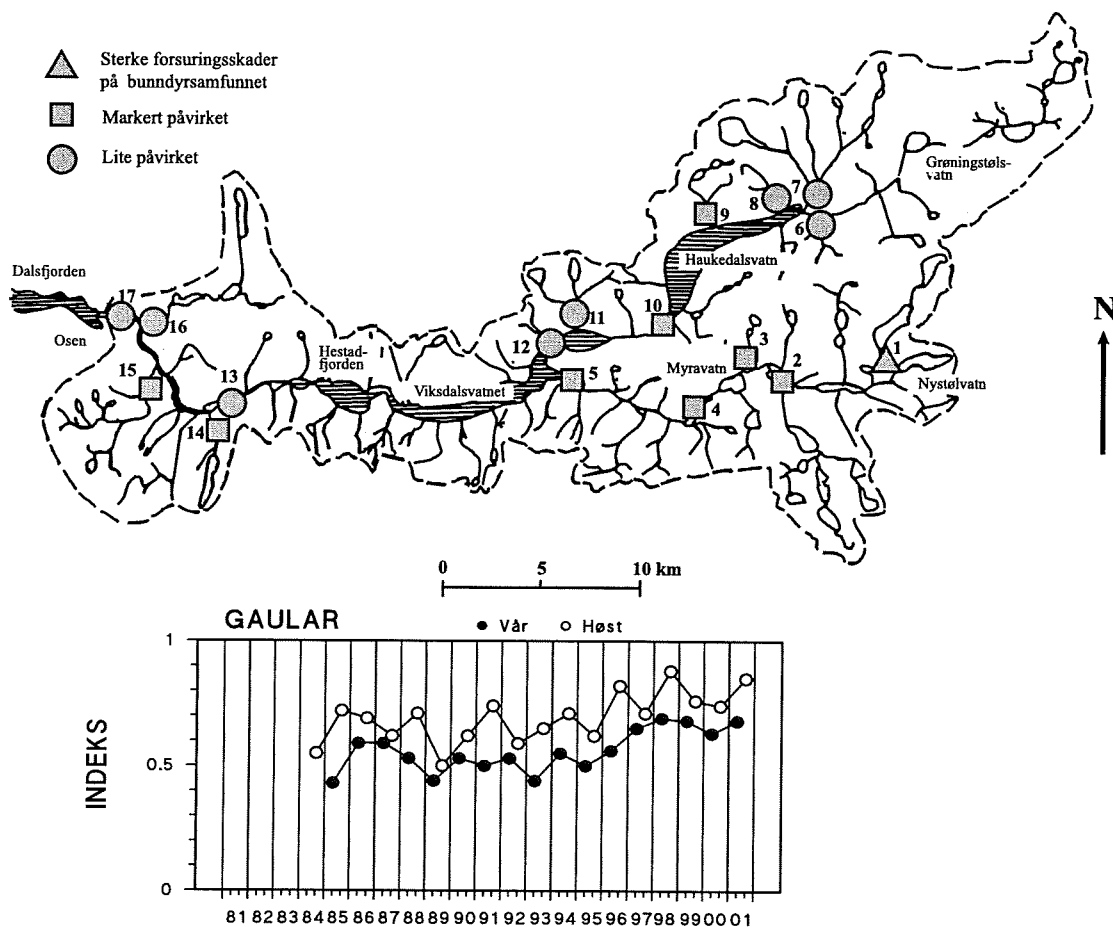 Sterke forsuringsskader
på bunndyrsamfunnet
Markert påvirket
Lite påvirket
Grøningstøls-
vatn
7
8
9
6
Haukedalsvatn
Dalsfjorden
17
16
Osen
11
10
12
N
3
1
Hestad-
fjorden
15
13
Viksdalsvatnet
5
Myravatn
2
Nystølvatn
4
14
0 5 10 km
GAULAR
Vår Høst
1
0.5
0
INDEKS
81 82 83 84 85 86 87 88 89 90 91 92 93 94 95 96 97 98 99 00 01